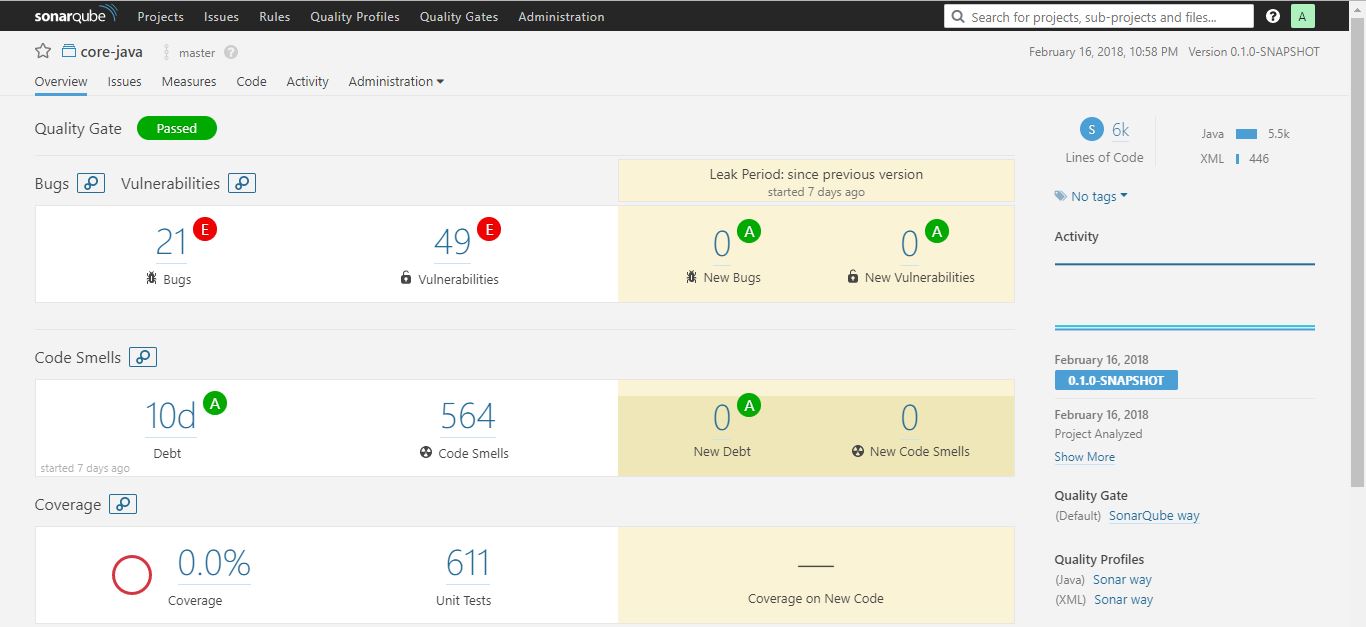 sonarqube Projects Issues Rules Quality Profiles Quality Gates Administration Search for projects, sub-projects and files... ? A
core-java master ? February 16, 2018, 10:58 PM Version 0.1.0-SNAPSHOT
Overview Issues Measures Code Activity Administration
Quality Gate Passed
Bugs Vulnerabilities
Leak Period: since previous version
started 7 days ago
21 E 49 E 0 A 0 A
Bugs Vulnerabilities New Bugs New Vulnerabilities
Code Smells
10d A 564 0 A 0
Debt Code Smells New Debt New Code Smells
started 7 days ago
Coverage
0.0% 611 —
Coverage Unit Tests Coverage on New Code
S 6k
Lines of Code
Java 5.5k
XML 446
No tags
Activity
February 16, 2018
0.1.0-SNAPSHOT
February 16, 2018
Project Analyzed
Show More
Quality Gate
(Default) SonarQube way
Quality Profiles
(Java) Sonar way
(XML) Sonar way